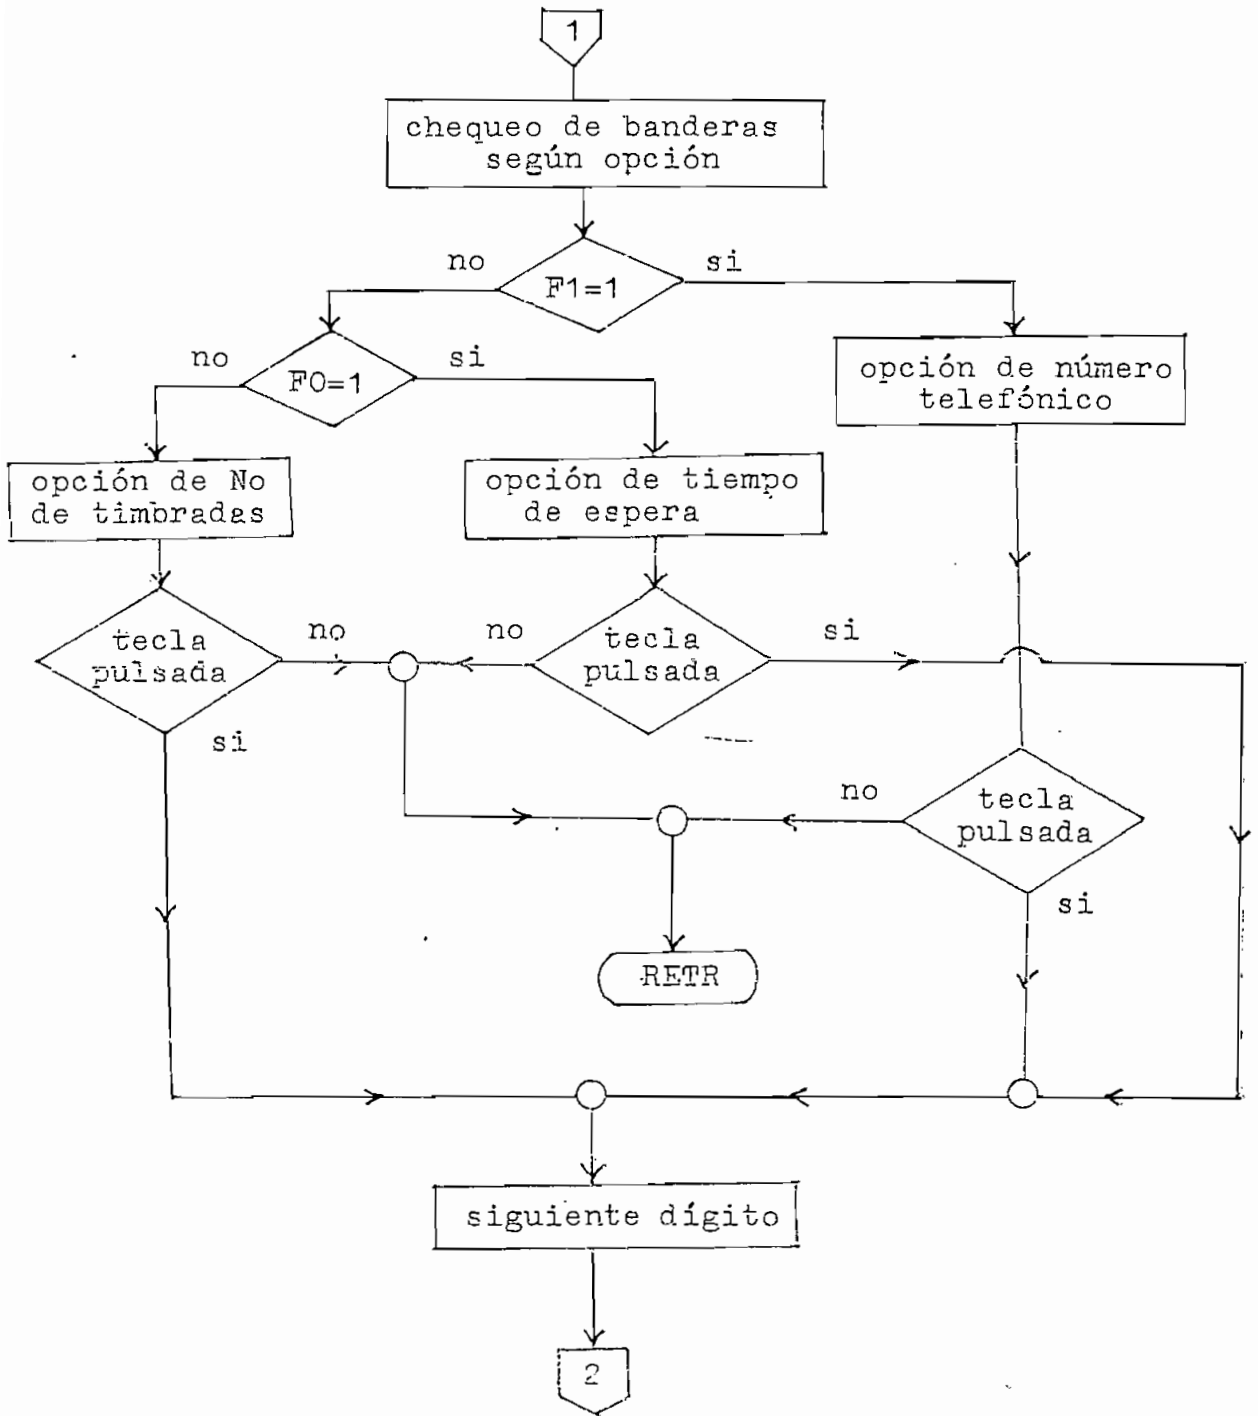 1
chequeo de banderas
según opción
no
F1=1
si
no
F0=1
si
opción de número
telefónico
opción de No
de timbradas
opción de tiempo
de espera
tecla
pulsada
no
no
tecla
pulsada
si
si
no
tecla
pulsada
si
RETR
siguiente dígito
2